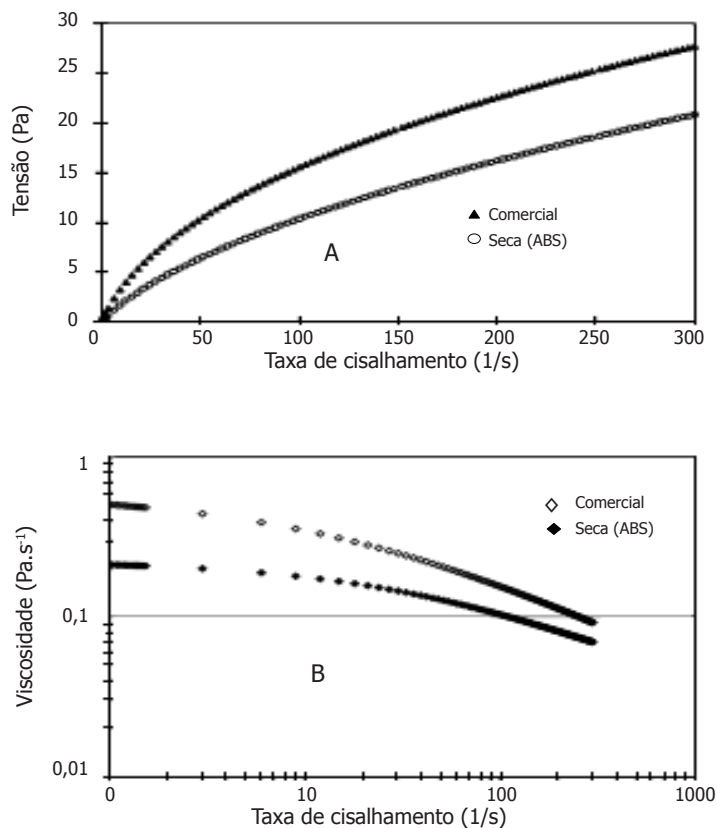 30
25
20
15
10
5
0
Tensão (Pa)
Comercial
Seca (ABS)
A
0 50 100 150 200 250 300
Taxa de cisalhamento (1/s)
1
0,1
0,01
Viscosidade (Pa.s⁻¹)
Comercial
Seca (ABS)
B
0 10 100 1000
Taxa de cisalhamento (1/s)